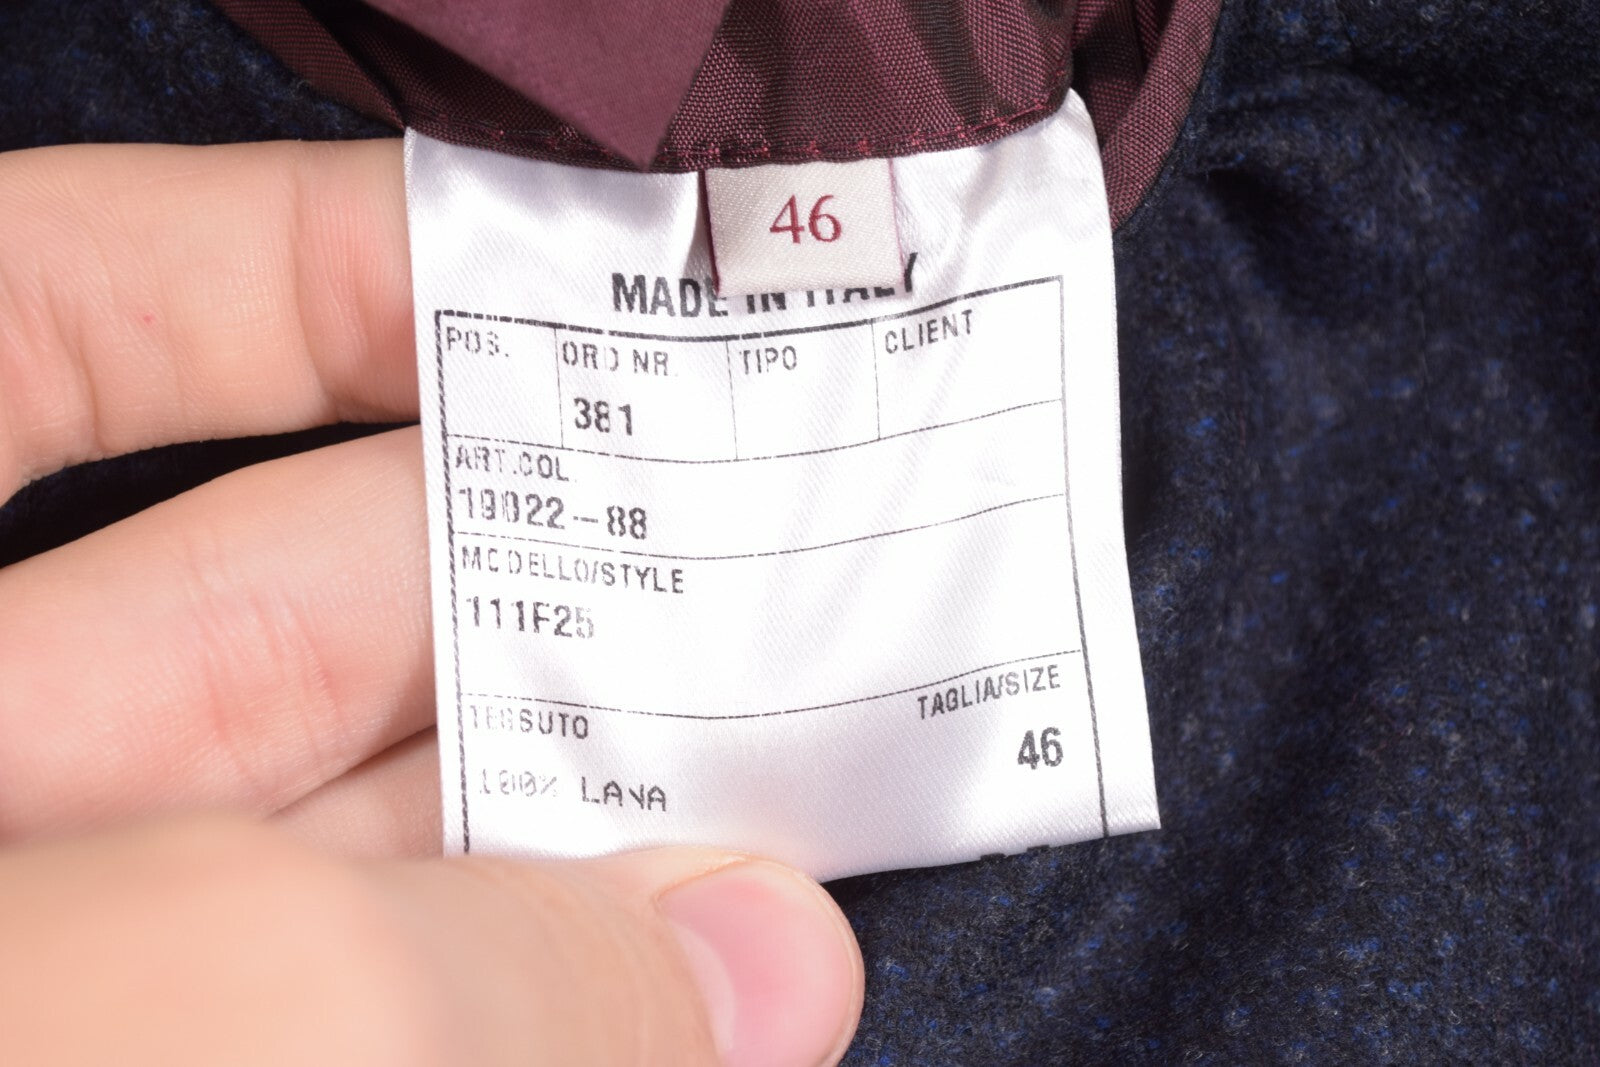 46
MADE IN ITALY
POS. ORD NR. TIPO CLIENT
381
ART.COL.
19022-88
MODELLO/STYLE
111F25
TESSUTO TAGLIA/SIZE
46
100% LANA